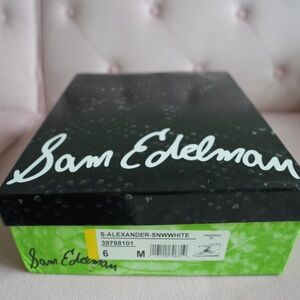 Sam Edelman
S-ALEXANDER-SNWWHITE
39788101
6 M
Sam Edelman